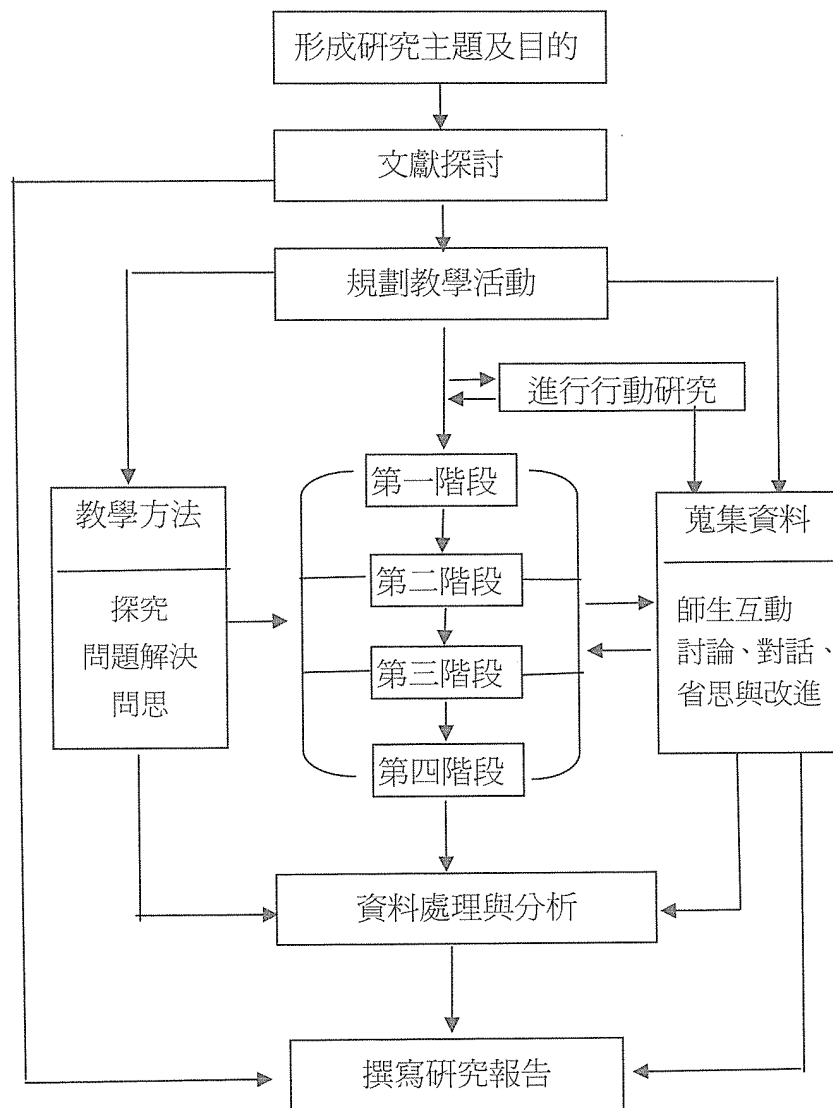 形成研究主題及目的
文獻探討
規劃教學活動
進行行動研究
第一階段
教學方法
蒐集資料
第二階段
探究
師生互動
問題解決
討論、對話、
第三階段
問思
省思與改進
第四階段
資料處理與分析
撰寫研究報告